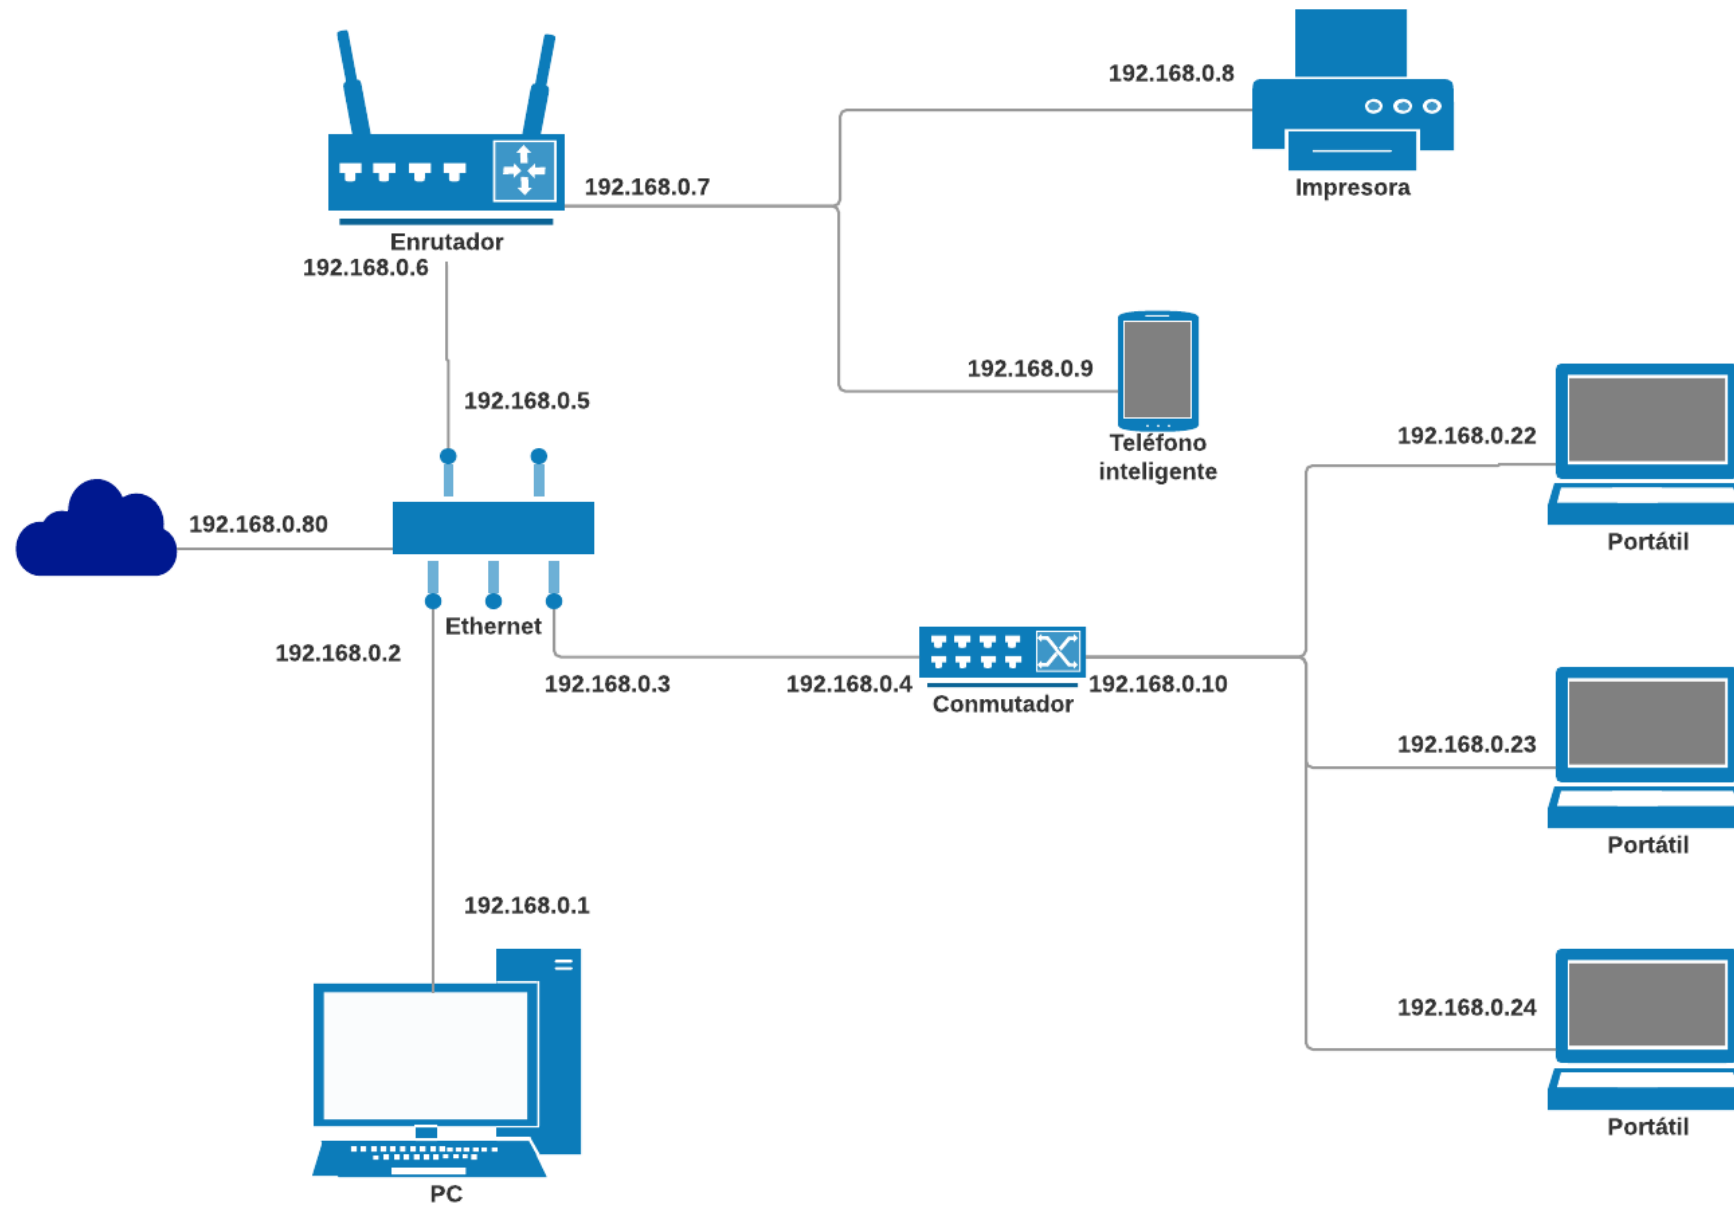 192.168.0.8
Impresora
192.168.0.7
Enrutador
192.168.0.6
192.168.0.9
Teléfono
inteligente
192.168.0.5
192.168.0.22
Portátil
192.168.0.80
Ethernet
192.168.0.2
192.168.0.3
192.168.0.4
192.168.0.10
Conmutador
192.168.0.23
Portátil
192.168.0.1
192.168.0.24
Portátil
PC